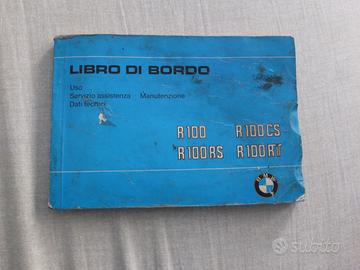 LIBRO DI BORDO
Uso
Servizio assistenza Manutenzione
Dati tecnici
R100 R100CS
R100RS R100RT
BMW
subito